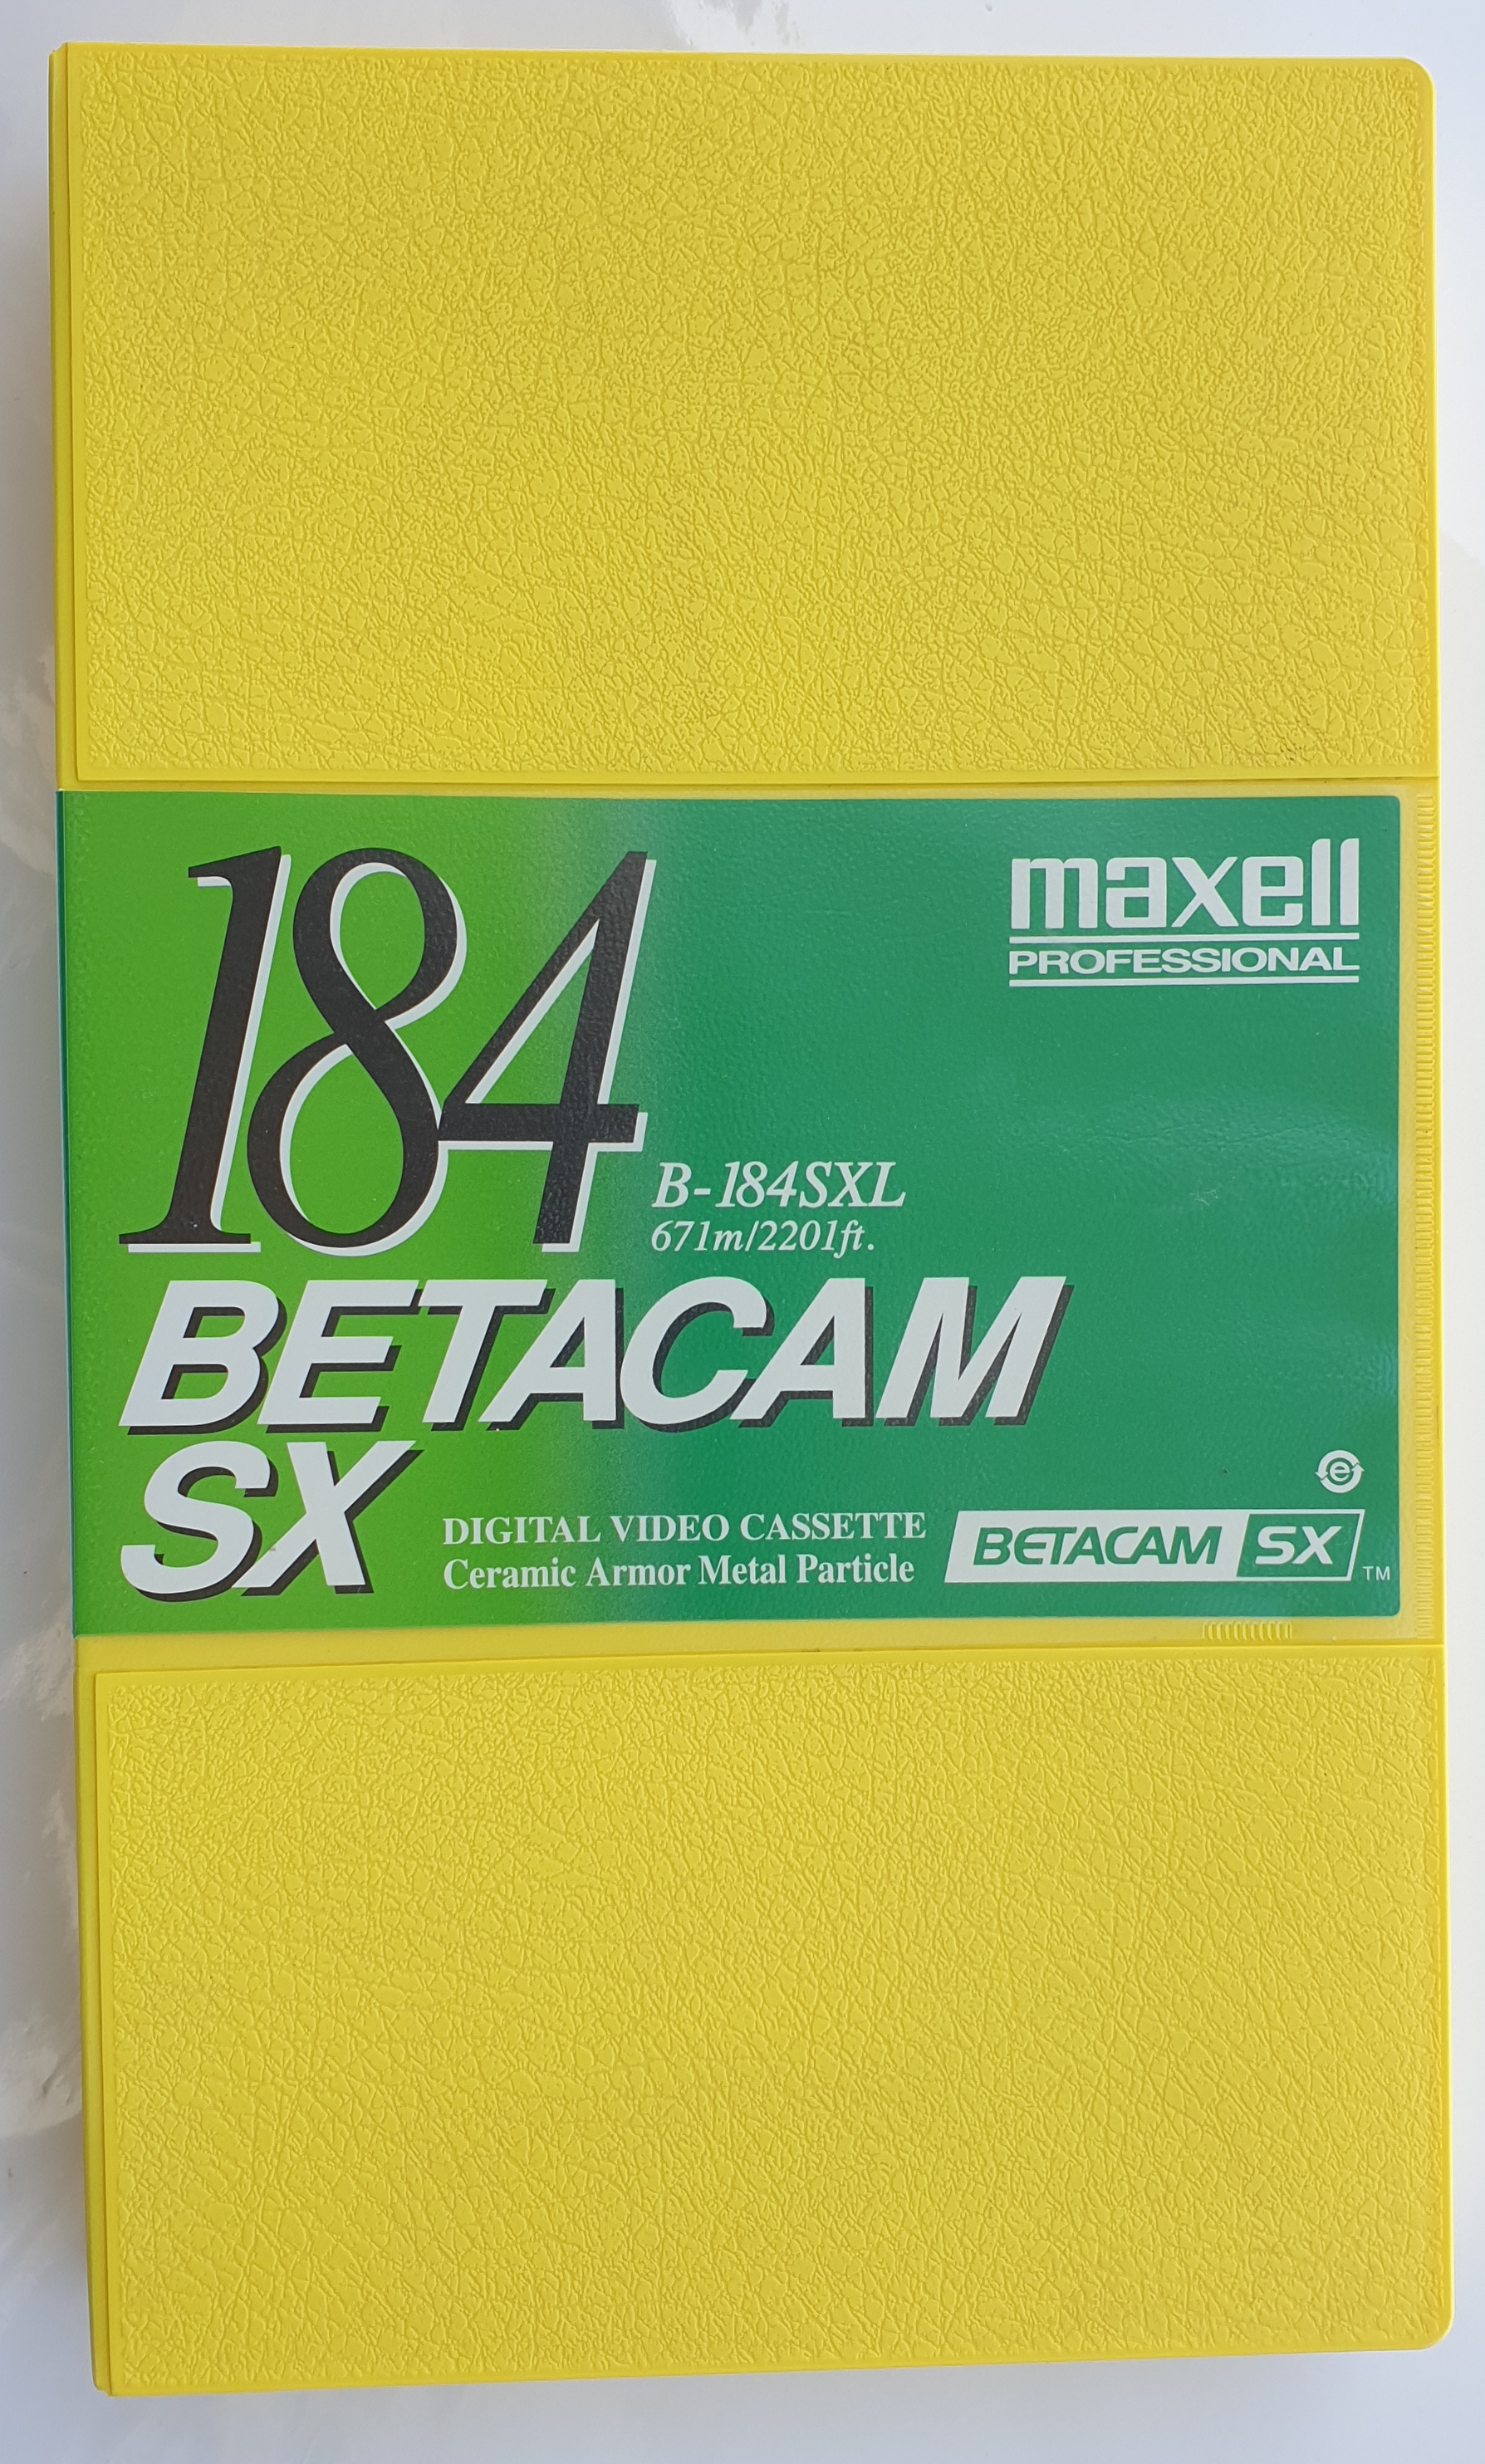 184
maxell
PROFESSIONAL
B-184SXL
671m/2201ft.
BETACAM
SX
DIGITAL VIDEO CASSETTE
Ceramic Armor Metal Particle
e
BETACAM SX ™